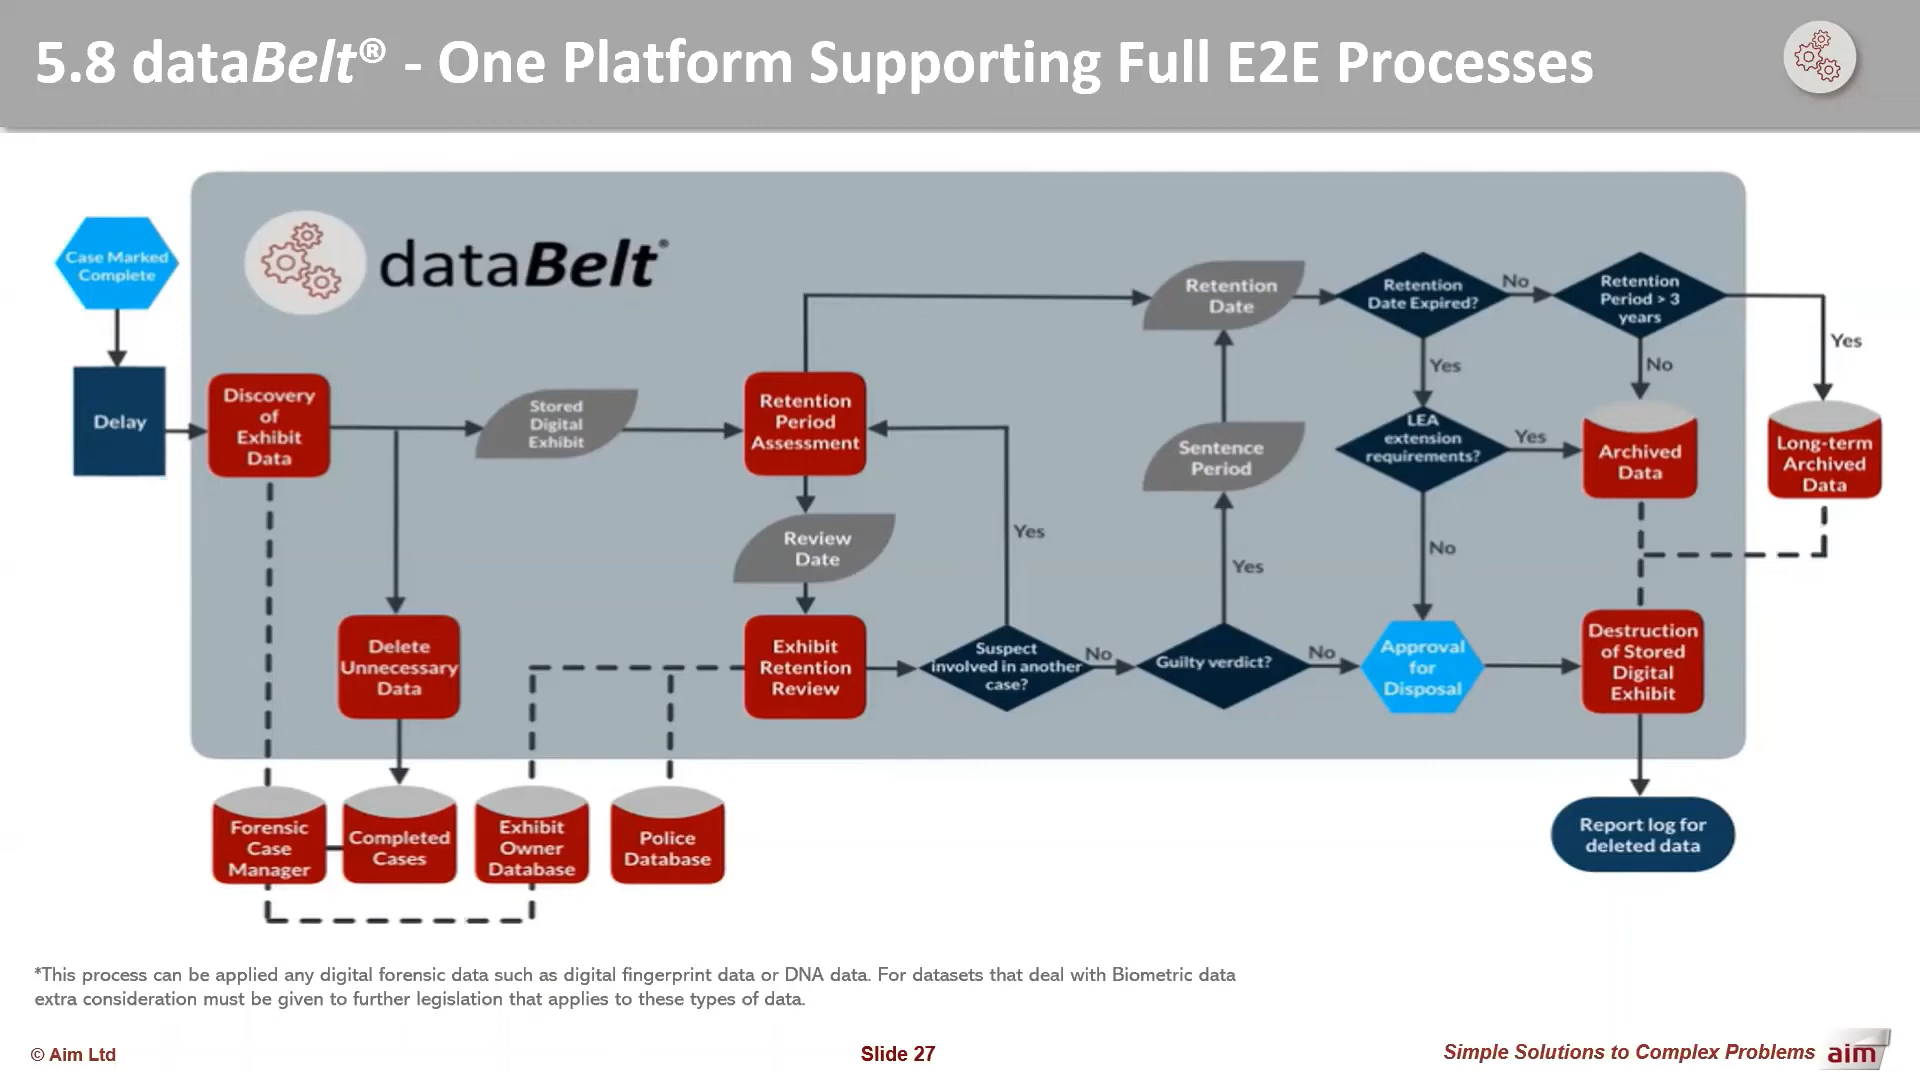 5.8 dataBelt® - One Platform Supporting Full E2E Processes
Case Marked
Complete
Delay
dataBelt®
Discovery
of
Exhibit
Data
Stored
Digital
Exhibit
Delete
Unnecessary
Data
Retention
Period
Assessment
Review
Date
Exhibit
Retention
Review
Suspect
involved in another
case?
Yes
No
Guilty verdict?
Yes
No
Sentence
Period
Retention
Date
Retention
Date Expired?
No
Yes
Retention
Period > 3
years
No
Yes
LEA
extension
requirements?
Yes
No
Archived
Data
Long-term
Archived
Data
Approval
for
Disposal
Destruction
of Stored
Digital
Exhibit
Report log for
deleted data
Forensic
Case
Manager
Completed
Cases
Exhibit
Owner
Database
Police
Database
*This process can be applied any digital forensic data such as digital fingerprint data or DNA data. For datasets that deal with Biometric data
extra consideration must be given to further legislation that applies to these types of data.
© Aim Ltd
Slide 27
Simple Solutions to Complex Problems
aim